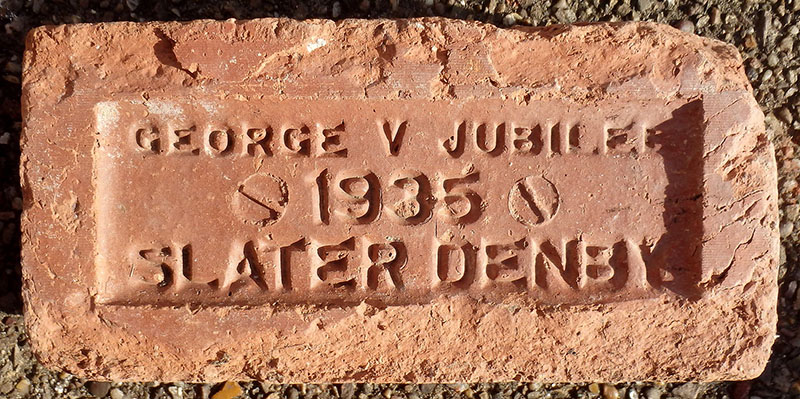 GEORGE V JUBILEE
1935
SLATER DENBY